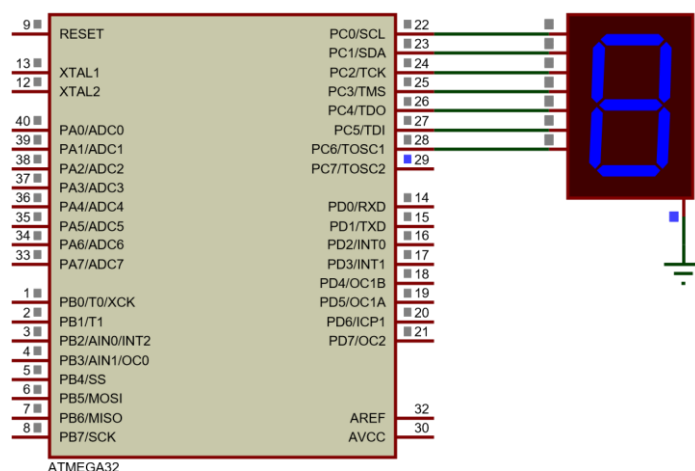 9 RESET
13 XTAL1
12 XTAL2
40 PA0/ADC0
39 PA1/ADC1
38 PA2/ADC2
37 PA3/ADC3
36 PA4/ADC4
35 PA5/ADC5
34 PA6/ADC6
33 PA7/ADC7
1 PB0/T0/XCK
2 PB1/T1
3 PB2/AIN0/INT2
4 PB3/AIN1/OC0
5 PB4/SS
6 PB5/MOSI
7 PB6/MISO
8 PB7/SCK
PC0/SCL 22
PC1/SDA 23
PC2/TCK 24
PC3/TMS 25
PC4/TDO 26
PC5/TDI 27
PC6/TOSC1 28
PC7/TOSC2 29
PD0/RXD 14
PD1/TXD 15
PD2/INT0 16
PD3/INT1 17
PD4/OC1B 18
PD5/OC1A 19
PD6/ICP1 20
PD7/OC2 21
AREF 32
AVCC 30
8
ATMEGA32